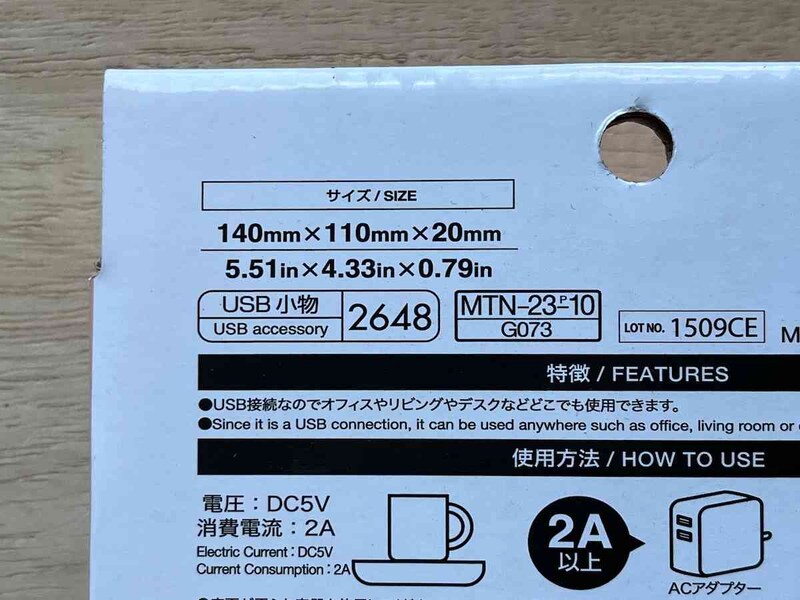 サイズ / SIZE
140mm×110mm×20mm
5.51in×4.33in×0.79in
USB 小物
USB accessory
2648
MTN-23-P-10
G073
LOT NO. 1509CE
M
特徴 / FEATURES
●USB接続なのでオフィスやリビングやデスクなどどこでも使用できます。
●Since it is a USB connection, it can be used anywhere such as office, living room or
使用方法 / HOW TO USE
電圧：DC5V
消費電流：2A
Electric Current：DC5V
Current Consumption：2A
2A
以上
ACアダプター